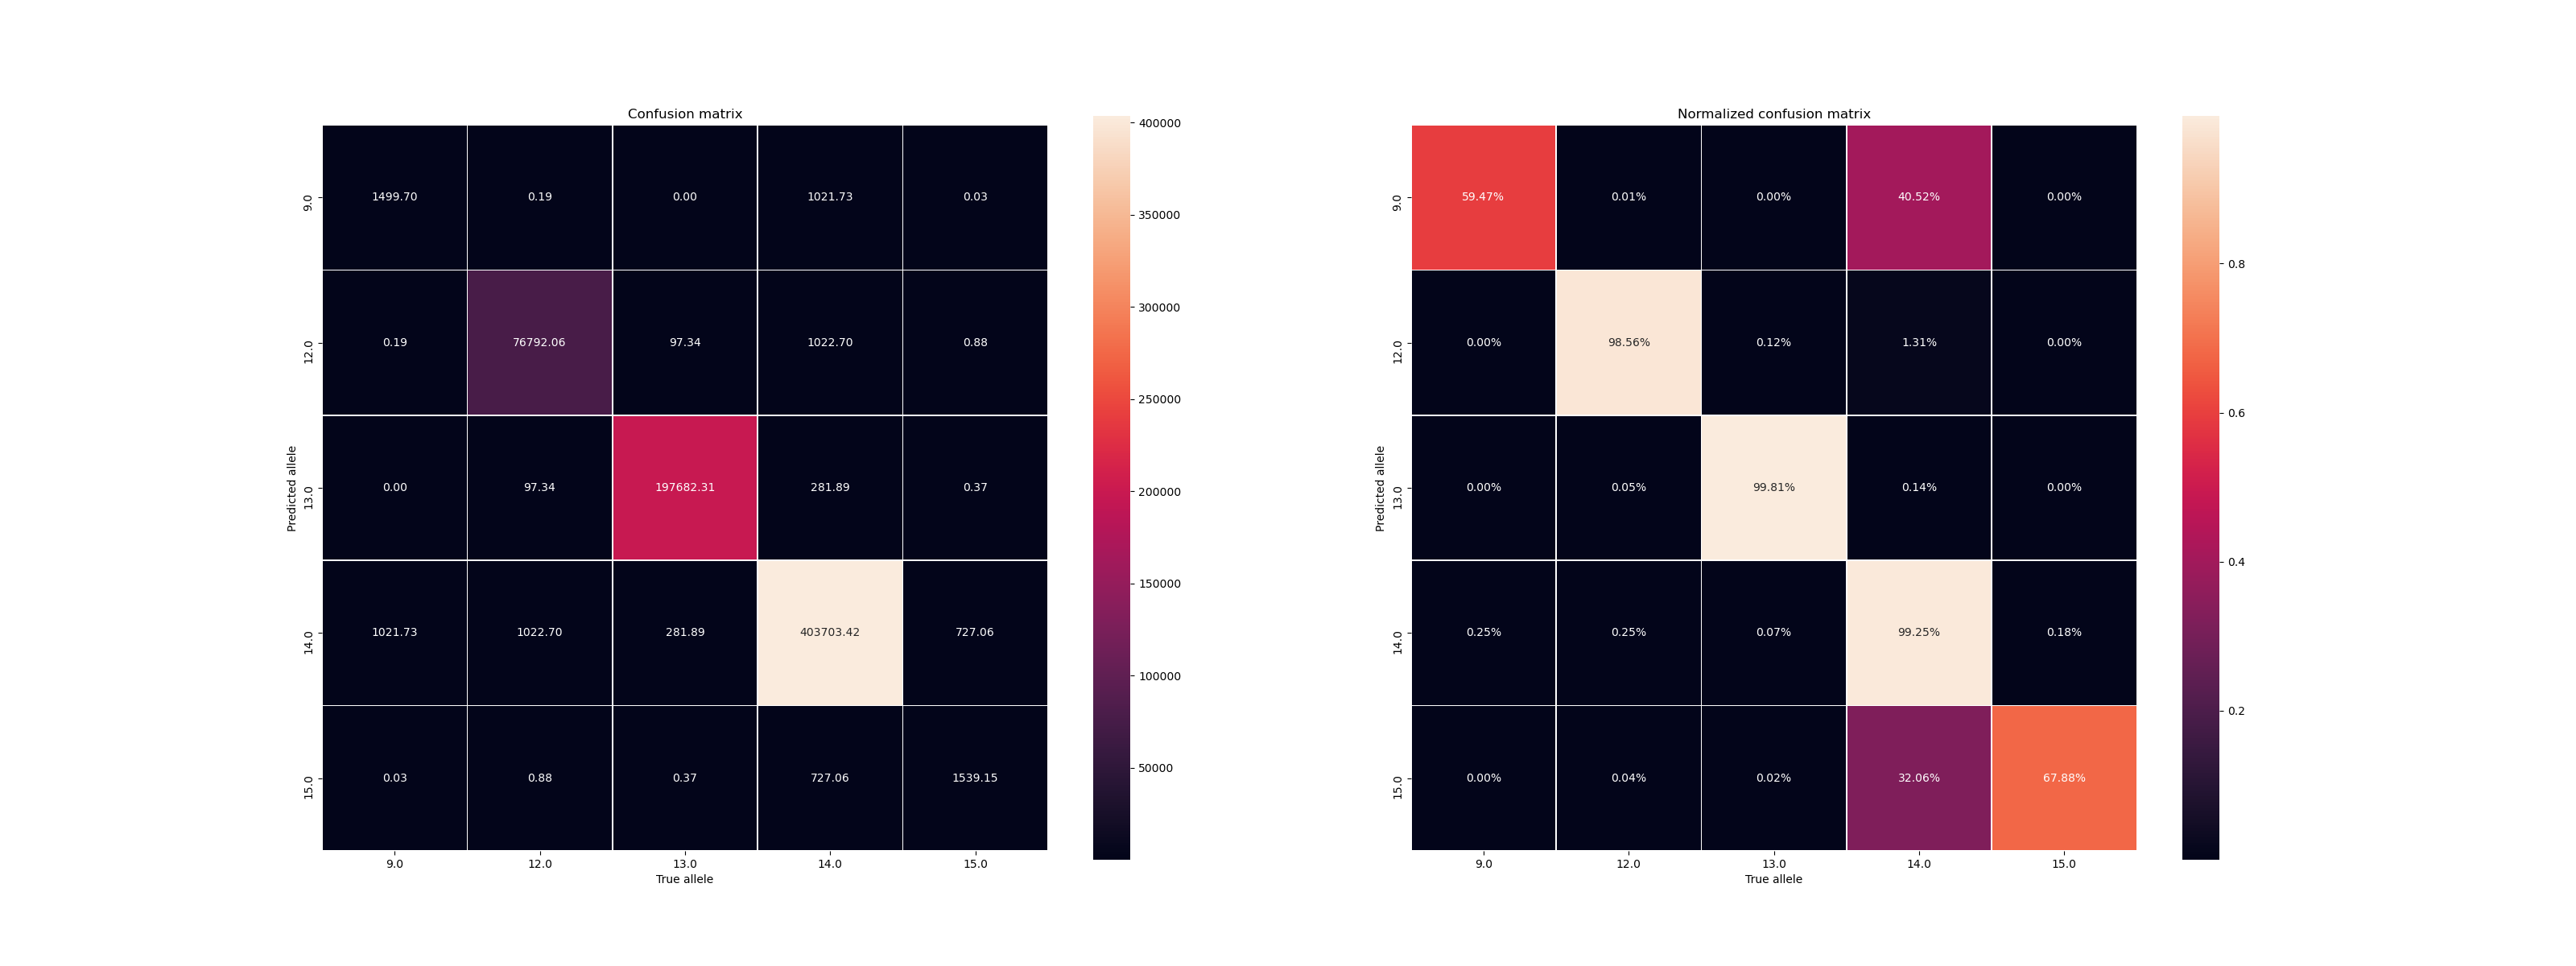 Confusion matrix
9.0 1499.70 0.19 0.00 1021.73 0.03
12.0 0.19 76792.06 97.34 1022.70 0.88
13.0 0.00 97.34 197682.31 281.89 0.37
14.0 1021.73 1022.70 281.89 403703.42 727.06
15.0 0.03 0.88 0.37 727.06 1539.15
9.0 12.0 13.0 14.0 15.0
True allele
Predicted allele
400000
350000
300000
250000
200000
150000
100000
50000
Normalized confusion matrix
9.0 59.47% 0.01% 0.00% 40.52% 0.00%
12.0 0.00% 98.56% 0.12% 1.31% 0.00%
13.0 0.00% 0.05% 99.81% 0.14% 0.00%
14.0 0.25% 0.25% 0.07% 99.25% 0.18%
15.0 0.00% 0.04% 0.02% 32.06% 67.88%
9.0 12.0 13.0 14.0 15.0
True allele
Predicted allele
0.8
0.6
0.4
0.2